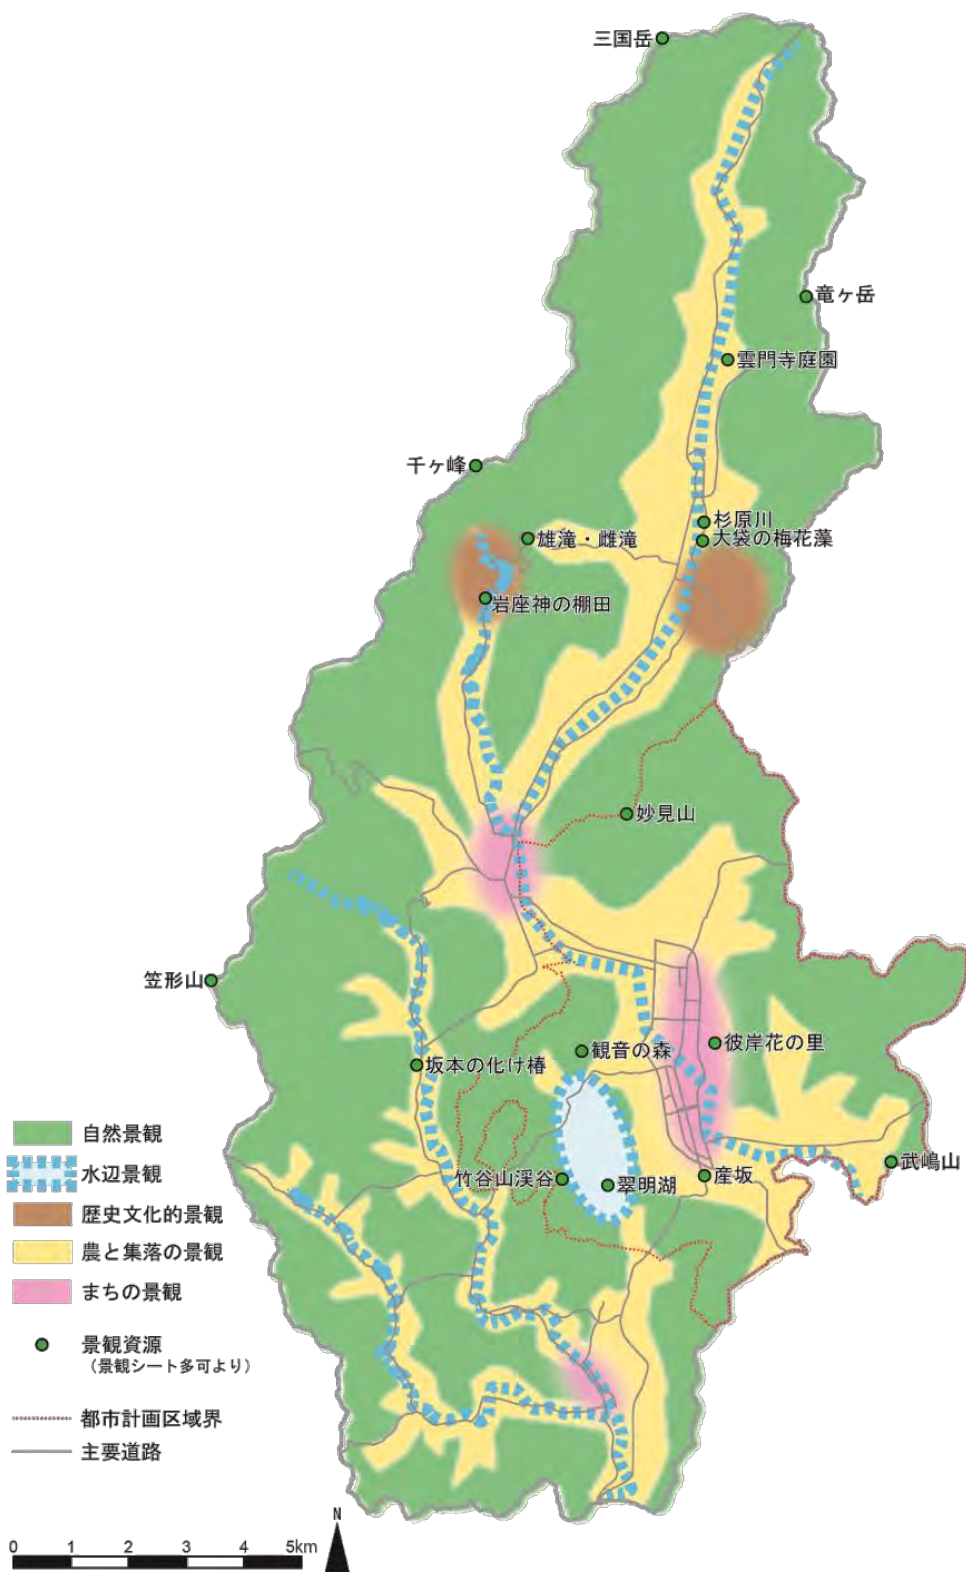 三国岳
竜ヶ岳
雲門寺庭園
千ヶ峰
杉原川
大袋の梅花藻
雄滝・雌滝
岩座神の棚田
妙見山
笠形山
彼岸花の里
観音の森
坂本の化け椿
武嶋山
竹谷山渓谷
翠明湖
産坂
自然景観
水辺景観
歴史文化的景観
農と集落の景観
まちの景観
景観資源
（景観シート多可より）
都市計画区域界
主要道路
N
0 1 2 3 4 5km